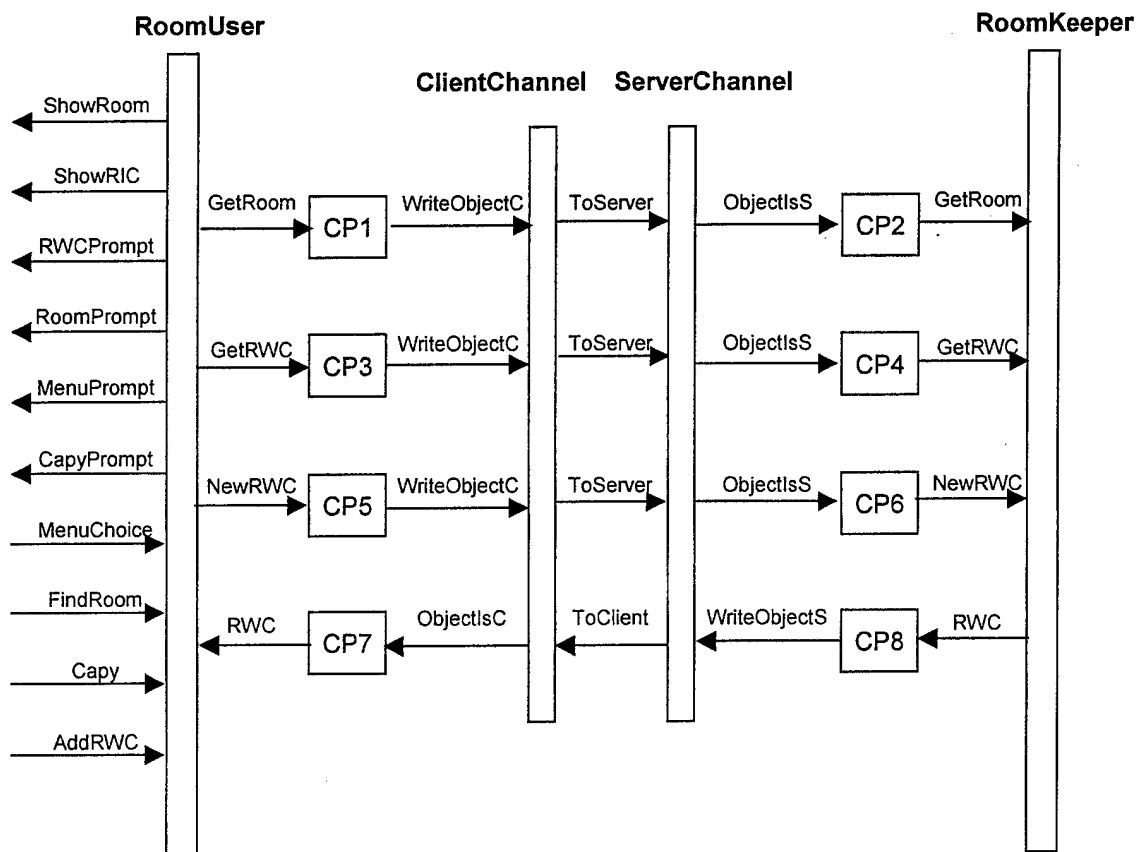 RoomUser
RoomKeeper
ClientChannel ServerChannel
ShowRoom
ShowRIC
GetRoom CP1 WriteObjectC ToServer ObjectIsS CP2 GetRoom
RWCPrompt
RoomPrompt
GetRWC CP3 WriteObjectC ToServer ObjectIsS CP4 GetRWC
MenuPrompt
CapyPrompt
NewRWC CP5 WriteObjectC ToServer ObjectIsS CP6 NewRWC
MenuChoice
FindRoom
RWC CP7 ObjectIsC ToClient WriteObjectS CP8 RWC
Capy
AddRWC